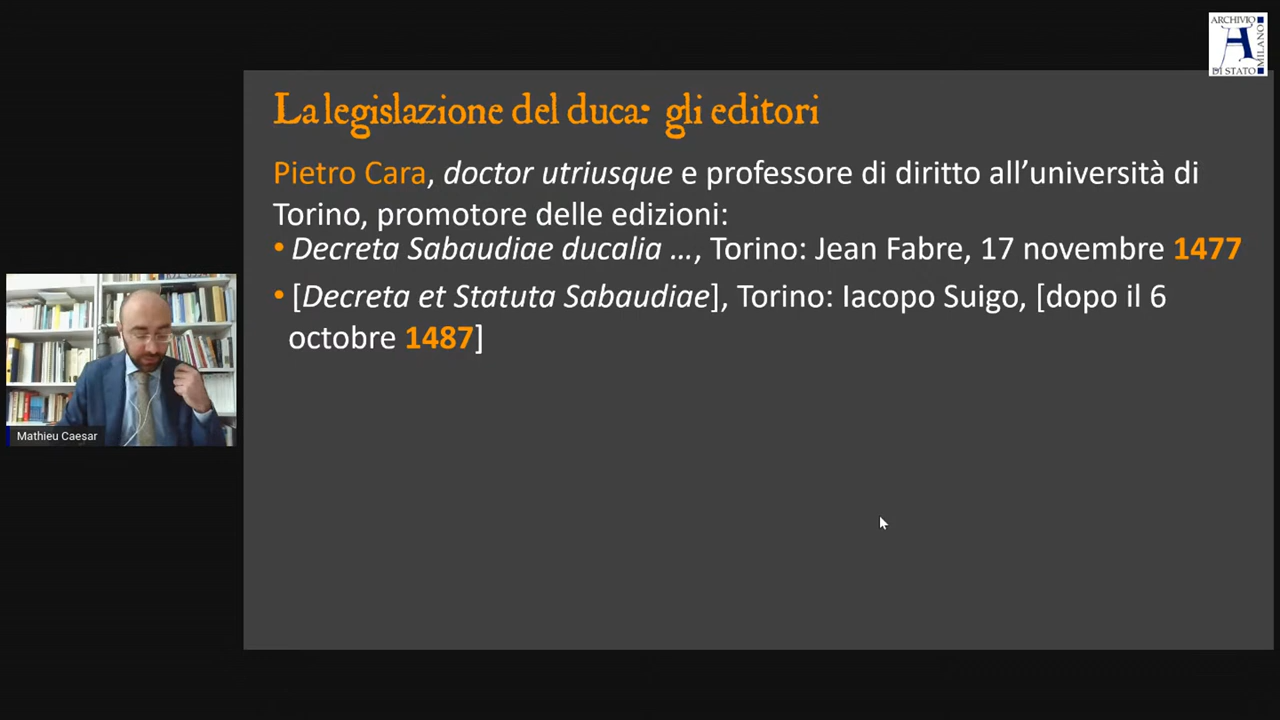 ARCHIVIO
DI STATO
MILANO
La legislazione del duca: gli editori
Pietro Cara, doctor utriusque e professore di diritto all’università di
Torino, promotore delle edizioni:
• Decreta Sabaudiae ducalia …, Torino: Jean Fabre, 17 novembre 1477
• [Decreta et Statuta Sabaudiae], Torino: Iacopo Suigo, [dopo il 6
octobre 1487]
Mathieu Caesar